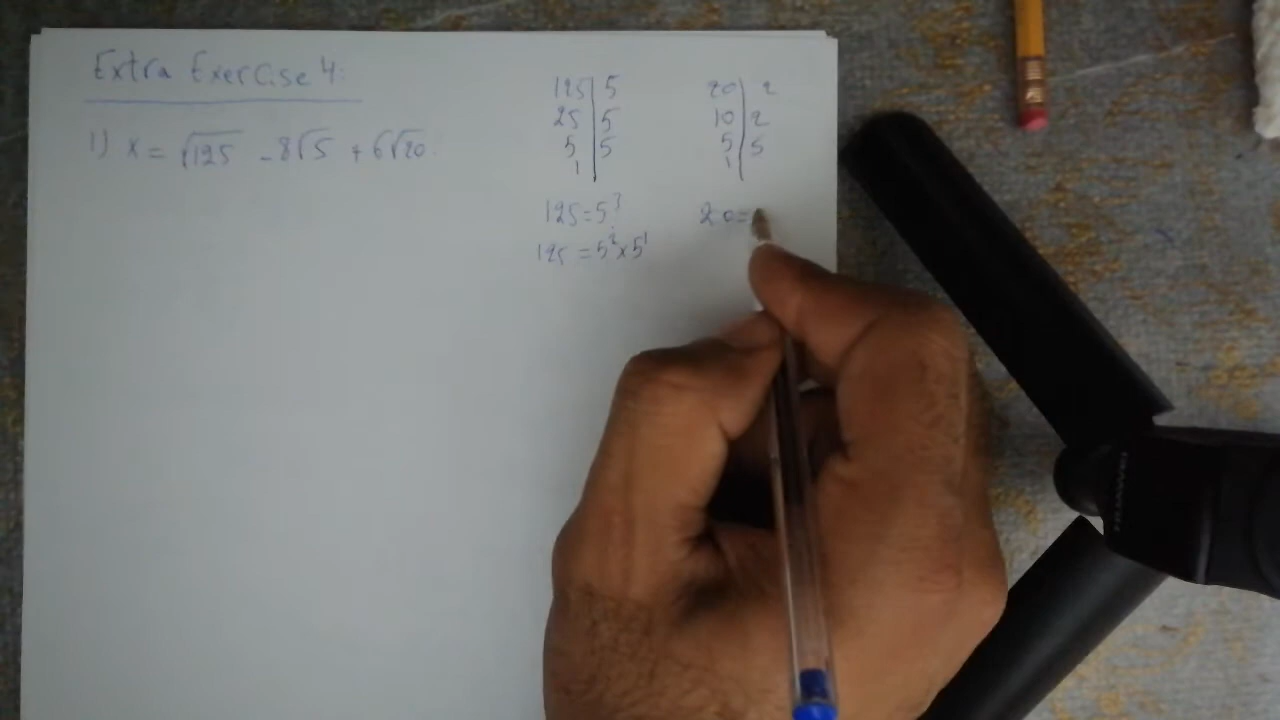 Extra Exercise 4:
1) x = √125 - 8√5 + 6√20.
125 | 5
25 | 5
5 | 5
1
125 = 5³
125 = 5² x 5¹
20 | 2
10 | 2
5 | 5
1
20 =